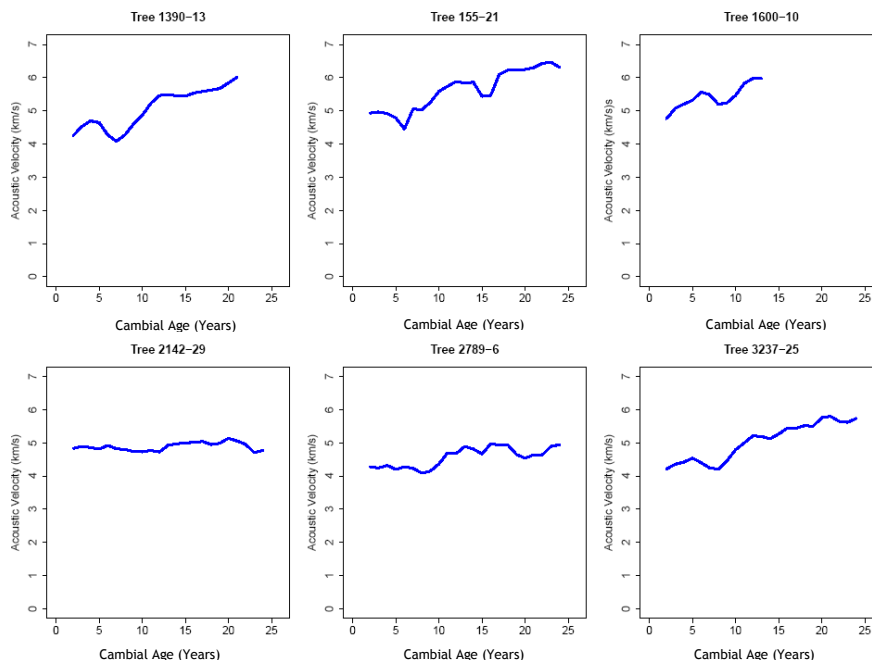 Tree 1390−13
Acoustic Velocity (km/s)
7
6
5
4
3
2
1
0
0 5 10 15 20 25
Cambial Age (Years)
Tree 155−21
Acoustic Velocity (km/s)
7
6
5
4
3
2
1
0
0 5 10 15 20 25
Cambial Age (Years)
Tree 1600−10
Acoustic Velocity (km/s)s
7
6
5
4
3
2
1
0
0 5 10 15 20 25
Cambial Age (Years)
Tree 2142−29
Acoustic Velocity (km/s)
7
6
5
4
3
2
1
0
0 5 10 15 20 25
Cambial Age (Years)
Tree 2789−6
Acoustic Velocity (km/s)
7
6
5
4
3
2
1
0
0 5 10 15 20 25
Cambial Age (Years)
Tree 3237−25
Acoustic Velocity (km/s)
7
6
5
4
3
2
1
0
0 5 10 15 20 25
Cambial Age (Years)